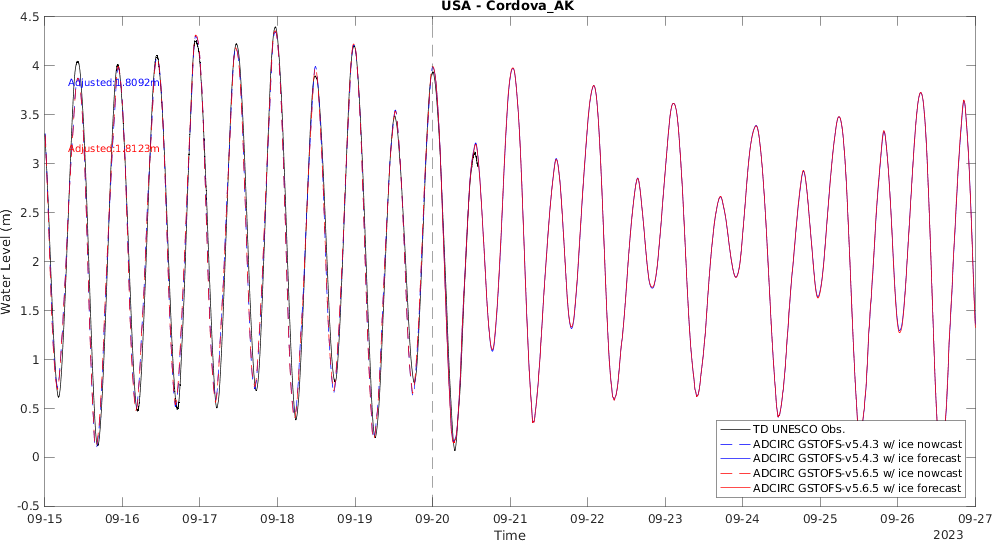 USA - Cordova_AK
4.5
4
3.5
3
2.5
2
1.5
1
0.5
0
-0.5
Water Level (m)
Adjusted:1.8092m
Adjusted:1.8123m
TD UNESCO Obs.
ADCIRC GSTOFS-v5.4.3 w/ ice nowcast
ADCIRC GSTOFS-v5.4.3 w/ ice forecast
ADCIRC GSTOFS-v5.6.5 w/ ice nowcast
ADCIRC GSTOFS-v5.6.5 w/ ice forecast
09-15 09-16 09-17 09-18 09-19 09-20 09-21 09-22 09-23 09-24 09-25 09-26 09-27
Time
2023